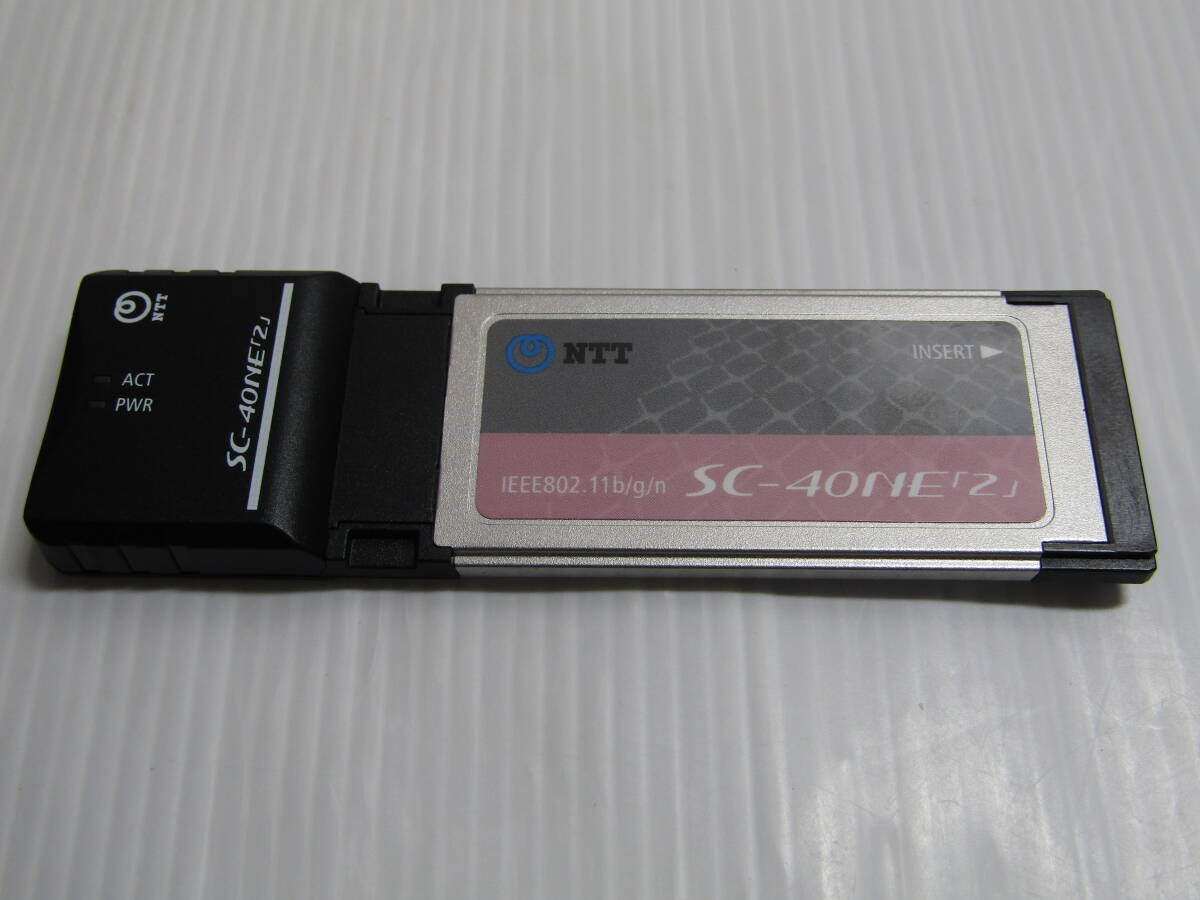 NTT
ACT
PWR
SC-40NE「2」
NTT
INSERT
IEEE802.11b/g/n SC-40NE「2」